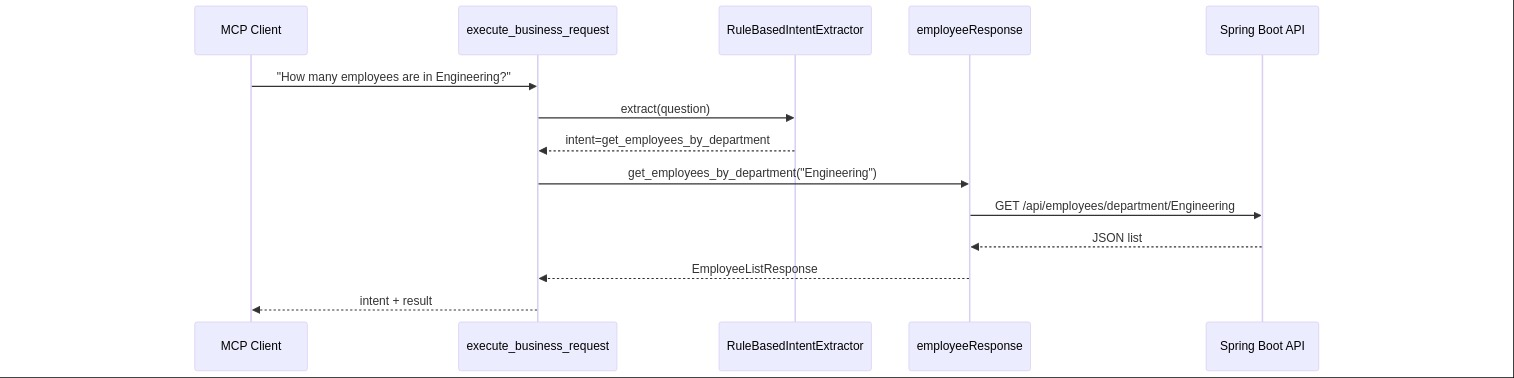 MCP Client
execute_business_request
RuleBasedIntentExtractor
employeeResponse
Spring Boot API
"How many employees are in Engineering?"
extract(question)
intent=get_employees_by_department
get_employees_by_department("Engineering")
GET /api/employees/department/Engineering
JSON list
EmployeeListResponse
intent + result
MCP Client
execute_business_request
RuleBasedIntentExtractor
employeeResponse
Spring Boot API